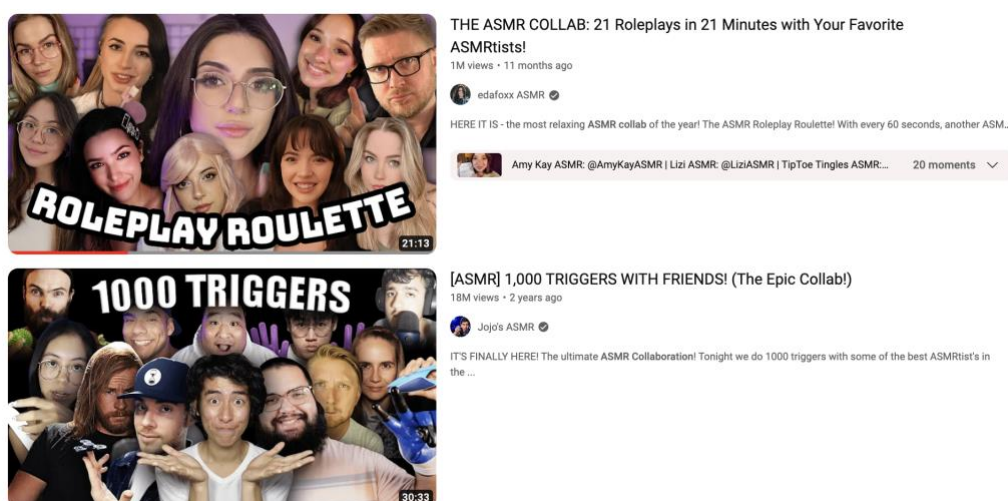 ROLEPLAY ROULETTE
21:13
THE ASMR COLLAB: 21 Roleplays in 21 Minutes with Your Favorite
ASMRtists!
1M views • 11 months ago
edafoxx ASMR
HERE IT IS - the most relaxing ASMR collab of the year! The ASMR Roleplay Roulette! With every 60 seconds, another ASM...
Amy Kay ASMR: @AmyKayASMR | Lizi ASMR: @LiziASMR | TipToe Tingles ASMR:...
20 moments
1000 TRIGGERS
30:33
[ASMR] 1,000 TRIGGERS WITH FRIENDS! (The Epic Collab!)
18M views • 2 years ago
Jojo's ASMR
IT'S FINALLY HERE! The ultimate ASMR Collaboration! Tonight we do 1000 triggers with some of the best ASMRtist's in
the ...